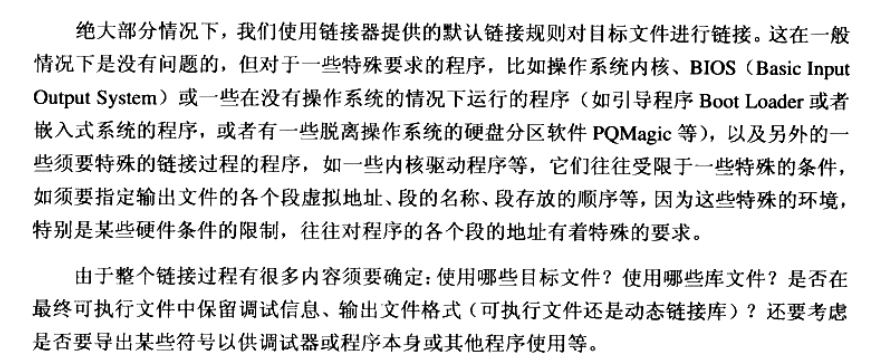 绝大部分情况下，我们使用链接器提供的默认链接规则对目标文件进行链接。这在一般
情况下是没有问题的，但对于一些特殊要求的程序，比如操作系统内核、BIOS（Basic Input
Output System）或一些在没有操作系统的情况下运行的程序（如引导程序 Boot Loader 或者
嵌入式系统的程序，或者有一些脱离操作系统的硬盘分区软件 PQMagic 等），以及另外的一
些须要特殊的链接过程的程序，如一些内核驱动程序等，它们往往受限于一些特殊的条件，
如须要指定输出文件的各个段虚拟地址、段的名称、段存放的顺序等，因为这些特殊的环境，
特别是某些硬件条件的限制，往往对程序的各个段的地址有着特殊的要求。
由于整个链接过程有很多内容须要确定：使用哪些目标文件？使用哪些库文件？是否在
最终可执行文件中保留调试信息、输出文件格式（可执行文件还是动态链接库）？还要考虑
是否要导出某些符号以供调试器或程序本身或其他程序使用等。